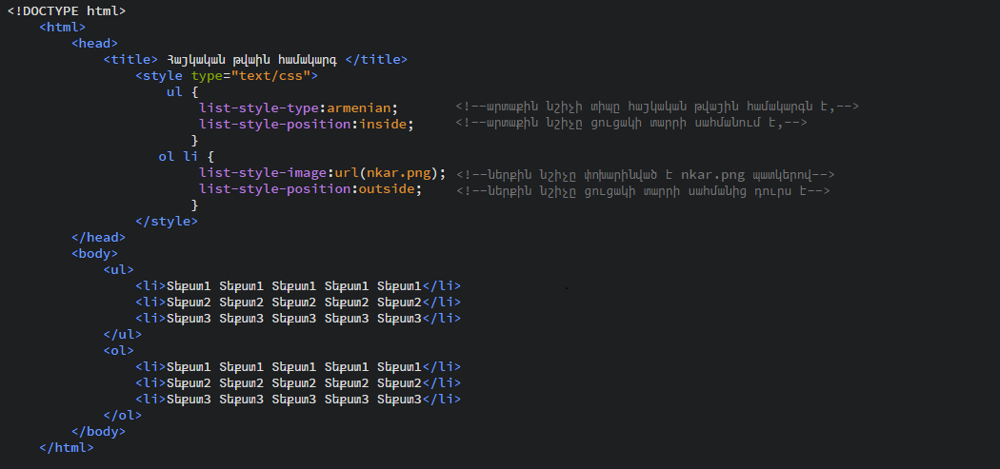 <!DOCTYPE html>
<html>
<head>
<title> Հայկական թվաին համակարգ </title>
<style type="text/css">
ul {
list-style-type:armenian; <!--արտաքին նշիչի տիպը հայկական թվային համակարգն է,-->
list-style-position:inside; <!--արտաքին նշիչը ցուցակի տարրի սահմանում է,-->
}
ol li {
list-style-image:url(nkar.png); <!--ներքին նշիչը փոխարինված է nkar.png պատկերով-->
list-style-position:outside; <!--ներքին նշիչը ցուցակի տարրի սահմանից դուրս է-->
}
</style>
</head>
<body>
<ul>
<li>Տեքստ1 Տեքստ1 Տեքստ1 Տեքստ1 Տեքստ1</li>
<li>Տեքստ2 Տեքստ2 Տեքստ2 Տեքստ2 Տեքստ2</li>
<li>Տեքստ3 Տեքստ3 Տեքստ3 Տեքստ3 Տեքստ3</li>
</ul>
<ol>
<li>Տեքստ1 Տեքստ1 Տեքստ1 Տեքստ1 Տեքստ1</li>
<li>Տեքստ2 Տեքստ2 Տեքստ2 Տեքստ2 Տեքստ2</li>
<li>Տեքստ3 Տեքստ3 Տեքստ3 Տեքստ3 Տեքստ3</li>
</ol>
</body>
</html>